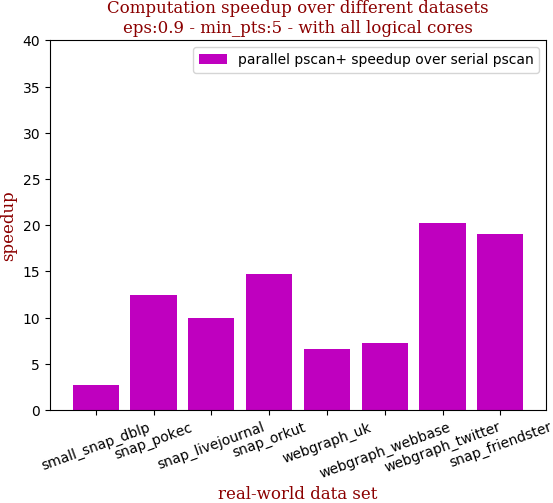 Computation speedup over different datasets
eps:0.9 - min_pts:5 - with all logical cores
parallel pscan+ speedup over serial pscan
speedup
40
35
30
25
20
15
10
5
0
small_snap_dblp
snap_pokec
snap_livejournal
snap_orkut
webgraph_uk
webgraph_webbase
webgraph_twitter
snap_friendster
real-world data set